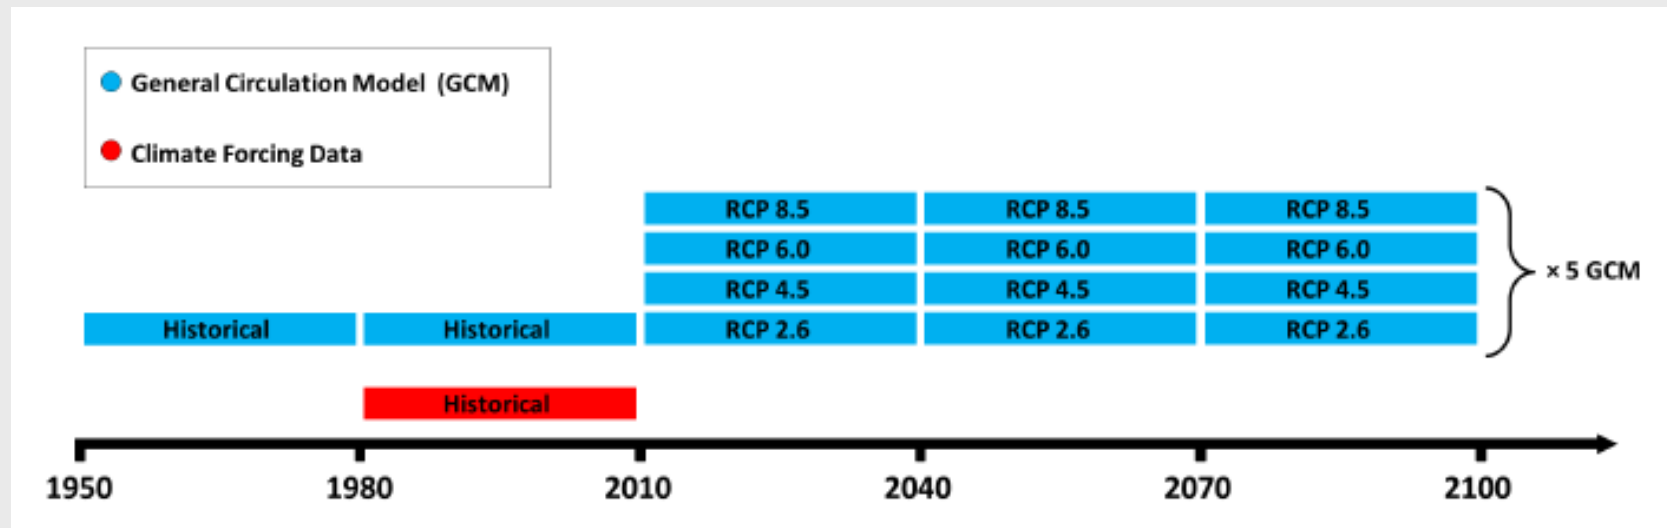 General Circulation Model (GCM)
Climate Forcing Data
RCP 8.5 RCP 8.5 RCP 8.5
RCP 6.0 RCP 6.0 RCP 6.0
× 5 GCM
RCP 4.5 RCP 4.5 RCP 4.5
Historical Historical RCP 2.6 RCP 2.6 RCP 2.6
Historical
1950 1980 2010 2040 2070 2100